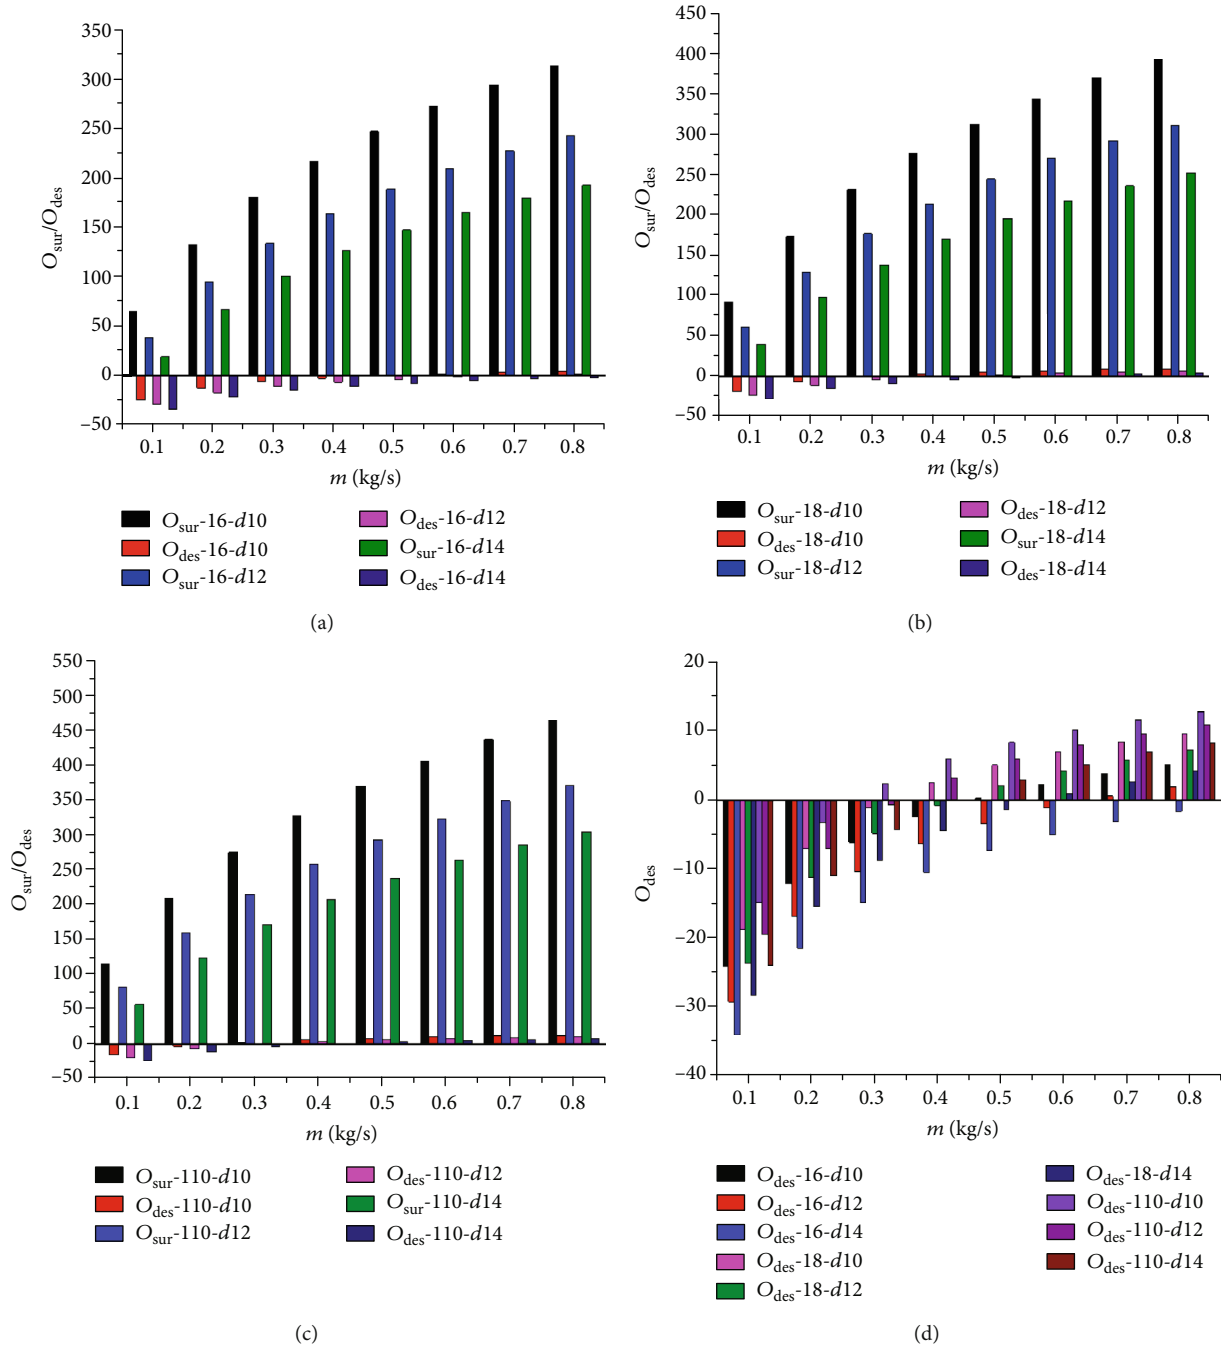 350
300
250
200
150
100
50
0
−50
O_sur/O_des
0.1 0.2 0.3 0.4 0.5 0.6 0.7 0.8
m (kg/s)
O_sur-16-d10
O_des-16-d10
O_sur-16-d12
O_des-16-d12
O_sur-16-d14
O_des-16-d14
(a)
450
400
350
300
250
200
150
100
50
0
−50
O_sur/O_des
0.1 0.2 0.3 0.4 0.5 0.6 0.7 0.8
m (kg/s)
O_sur-18-d10
O_des-18-d10
O_sur-18-d12
O_des-18-d12
O_sur-18-d14
O_des-18-d14
(b)
550
500
450
400
350
300
250
200
150
100
50
0
−50
O_sur/O_des
0.1 0.2 0.3 0.4 0.5 0.6 0.7 0.8
m (kg/s)
O_sur-110-d10
O_des-110-d10
O_sur-110-d12
O_des-110-d12
O_sur-110-d14
O_des-110-d14
(c)
20
10
0
−10
−20
−30
−40
O_des
0.1 0.2 0.3 0.4 0.5 0.6 0.7 0.8
m (kg/s)
O_des-16-d10
O_des-16-d12
O_des-16-d14
O_des-18-d10
O_des-18-d12
O_des-18-d14
O_des-110-d10
O_des-110-d12
O_des-110-d14
(d)